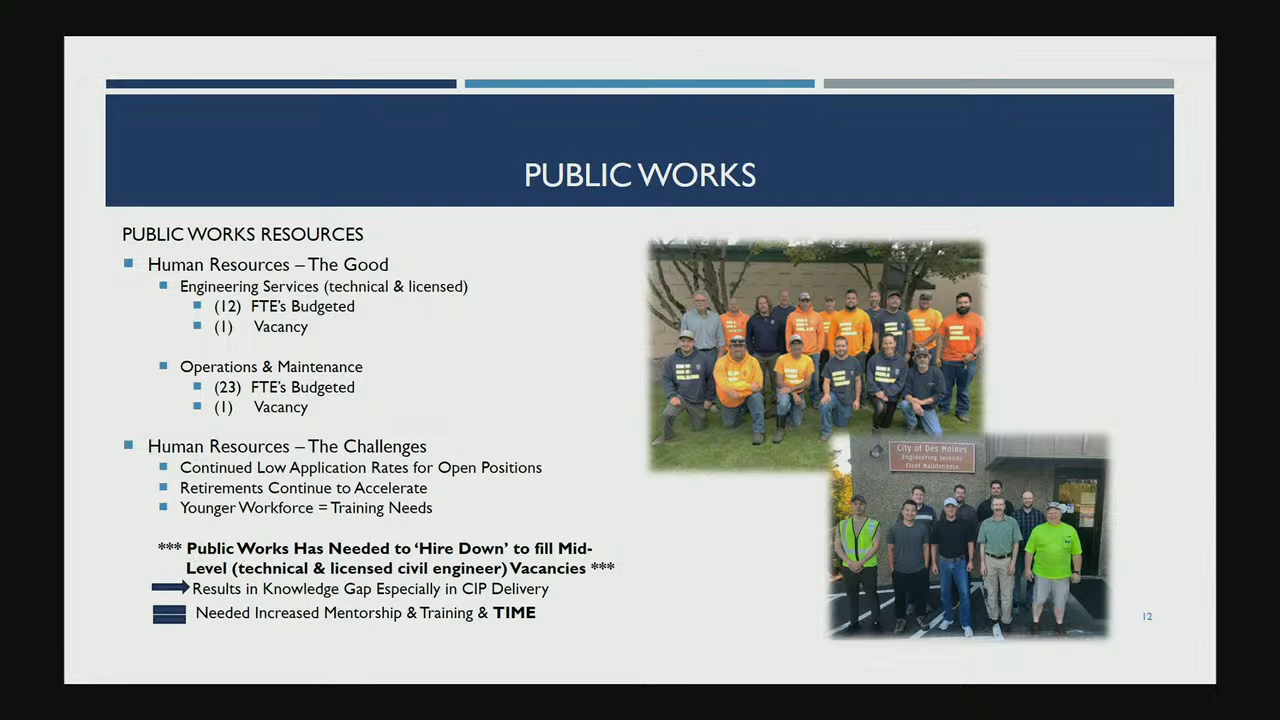 PUBLIC WORKS
PUBLIC WORKS RESOURCES
Human Resources – The Good
Engineering Services (technical & licensed)
(12) FTE's Budgeted
(1) Vacancy
Operations & Maintenance
(23) FTE's Budgeted
(1) Vacancy
Human Resources – The Challenges
Continued Low Application Rates for Open Positions
Retirements Continue to Accelerate
Younger Workforce = Training Needs
*** Public Works Has Needed to 'Hire Down' to fill Mid-
Level (technical & licensed civil engineer) Vacancies ***
Results in Knowledge Gap Especially in CIP Delivery
Needed Increased Mentorship & Training & TIME
City of Des Moines
Engineering Services
Fleet Maintenance
12